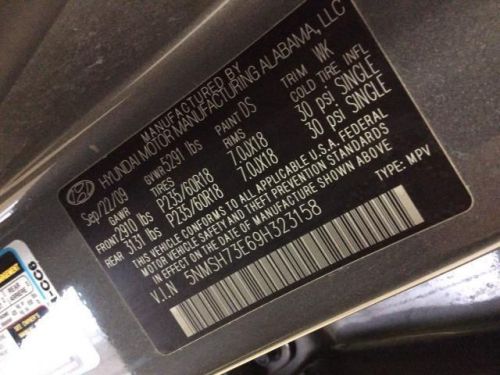 MANUFACTURED BY
HYUNDAI MOTOR MANUFACTURING ALABAMA, LLC
Sep/22/09 GVWR 5291 lbs PAINT DS TRIM WK
GAWR TIRES RIMS COLD TIRE INFL
FRONT 2910 lbs P235/60R18 7.0JX18 30 psi, SINGLE
REAR 3131 lbs P235/60R18 7.0JX18 30 psi, SINGLE
THIS VEHICLE CONFORMS TO ALL APPLICABLE U.S.A. FEDERAL
MOTOR VEHICLE SAFETY AND THEFT PREVENTION STANDARDS
IN EFFECT ON THE DATE OF MANUFACTURE SHOWN ABOVE.
V.I.N 5NMSH73E69H323158 TYPE: MPV